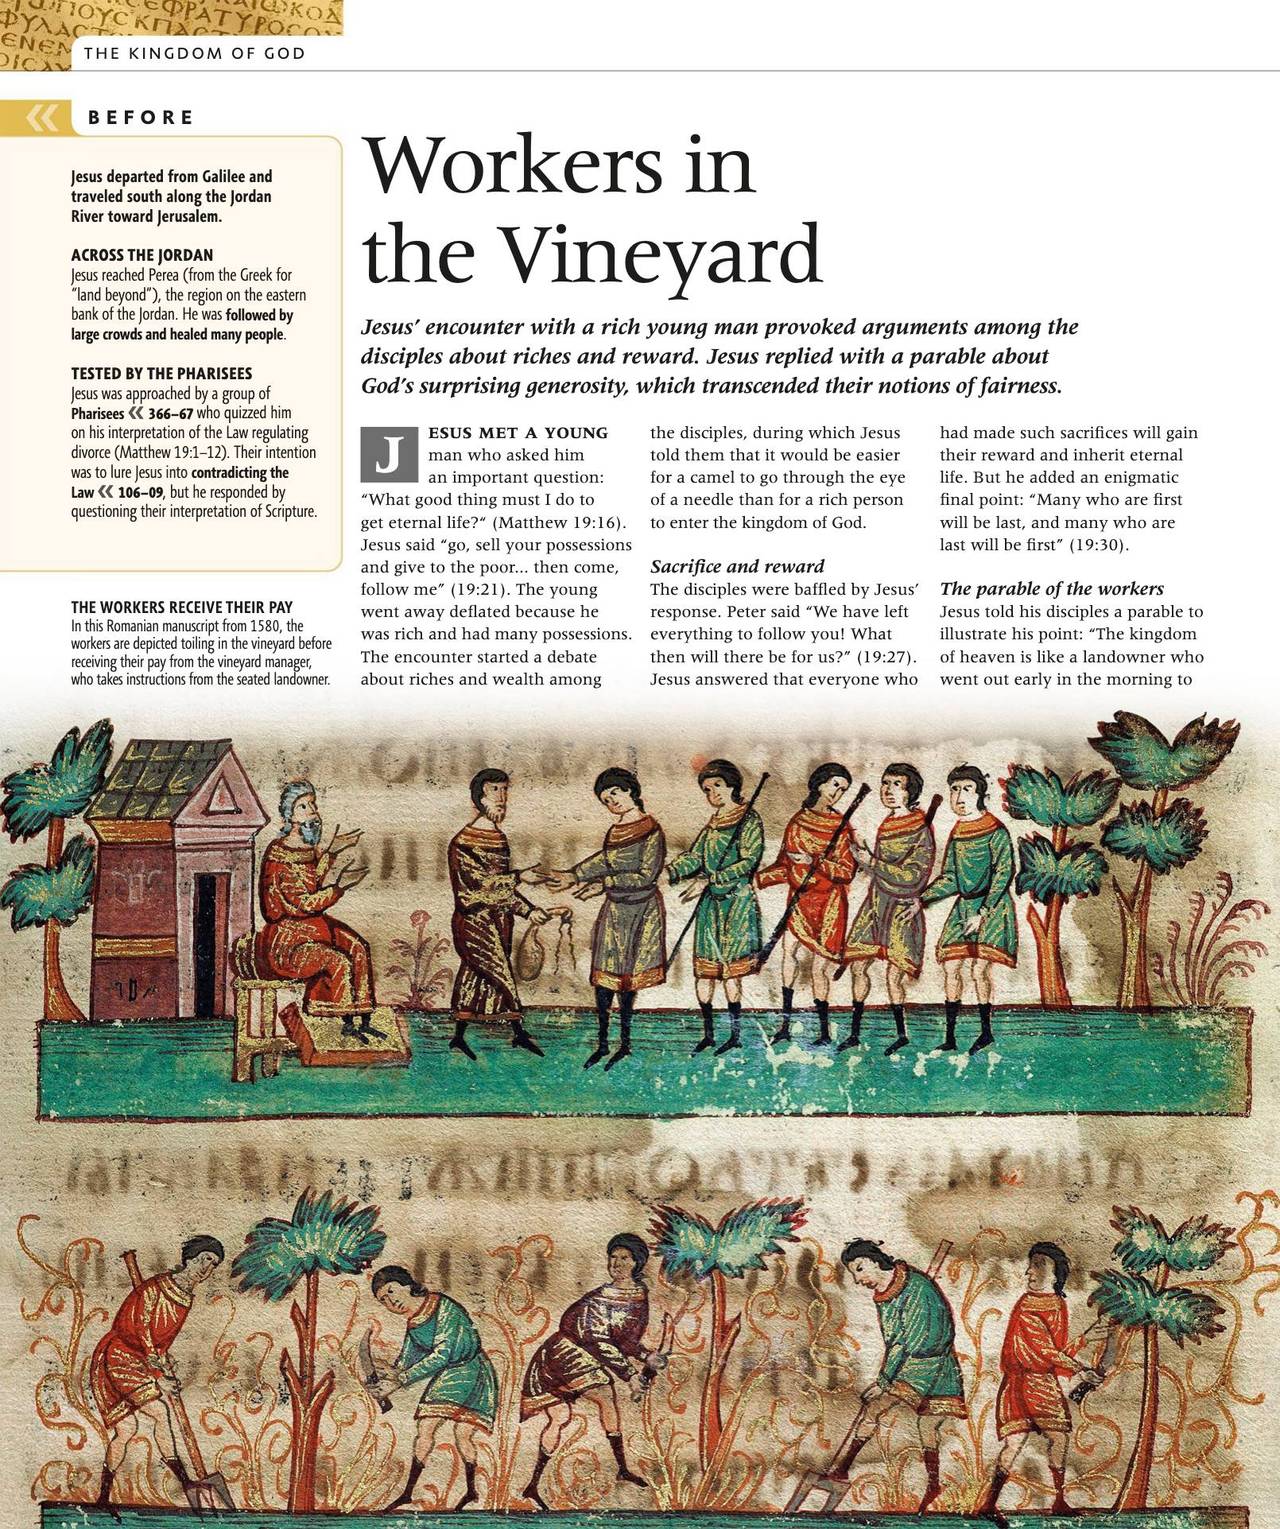 THE KINGDOM OF GOD
BEFORE
Jesus departed from Galilee and
traveled south along the Jordan
River toward Jerusalem.
ACROSS THE JORDAN
Jesus reached Perea (from the Greek for
“land beyond”), the region on the eastern
bank of the Jordan. He was followed by
large crowds and healed many people.
TESTED BY THE PHARISEES
Jesus was approached by a group of
Pharisees « 366–67 who quizzed him
on his interpretation of the Law regulating
divorce (Matthew 19:1–12). Their intention
was to lure Jesus into contradicting the
Law « 106–09, but he responded by
questioning their interpretation of Scripture.
THE WORKERS RECEIVE THEIR PAY
In this Romanian manuscript from 1580, the
workers are depicted toiling in the vineyard before
receiving their pay from the vineyard manager,
who takes instructions from the seated landowner.
Workers in
the Vineyard
Jesus’ encounter with a rich young man provoked arguments among the
disciples about riches and reward. Jesus replied with a parable about
God’s surprising generosity, which transcended their notions of fairness.
JESUS MET A YOUNG
man who asked him
an important question:
“What good thing must I do to
get eternal life?“ (Matthew 19:16).
Jesus said “go, sell your possessions
and give to the poor... then come,
follow me” (19:21). The young
went away deflated because he
was rich and had many possessions.
The encounter started a debate
about riches and wealth among
the disciples, during which Jesus
told them that it would be easier
for a camel to go through the eye
of a needle than for a rich person
to enter the kingdom of God.
Sacrifice and reward
The disciples were baffled by Jesus’
response. Peter said “We have left
everything to follow you! What
then will there be for us?” (19:27).
Jesus answered that everyone who
had made such sacrifices will gain
their reward and inherit eternal
life. But he added an enigmatic
final point: “Many who are first
will be last, and many who are
last will be first” (19:30).
The parable of the workers
Jesus told his disciples a parable to
illustrate his point: “The kingdom
of heaven is like a landowner who
went out early in the morning to